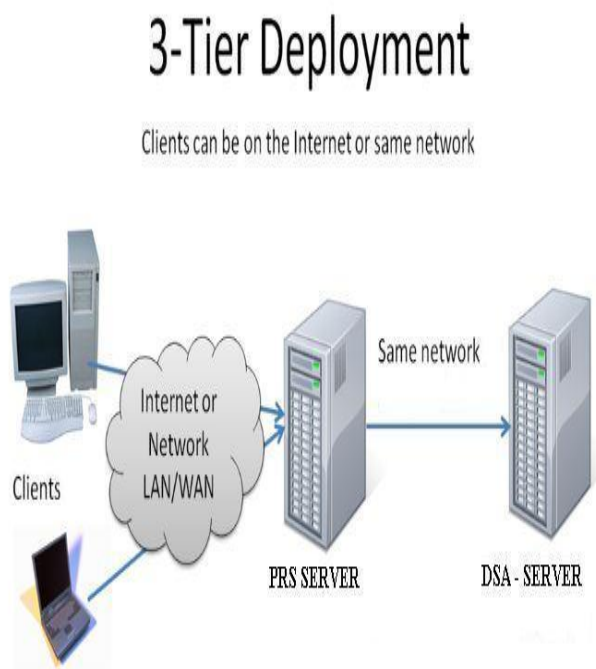 3-Tier Deployment
Clients can be on the Internet or same network
Internet or
Network
LAN/WAN
Same network
Clients
PRS SERVER
DSA - SERVER